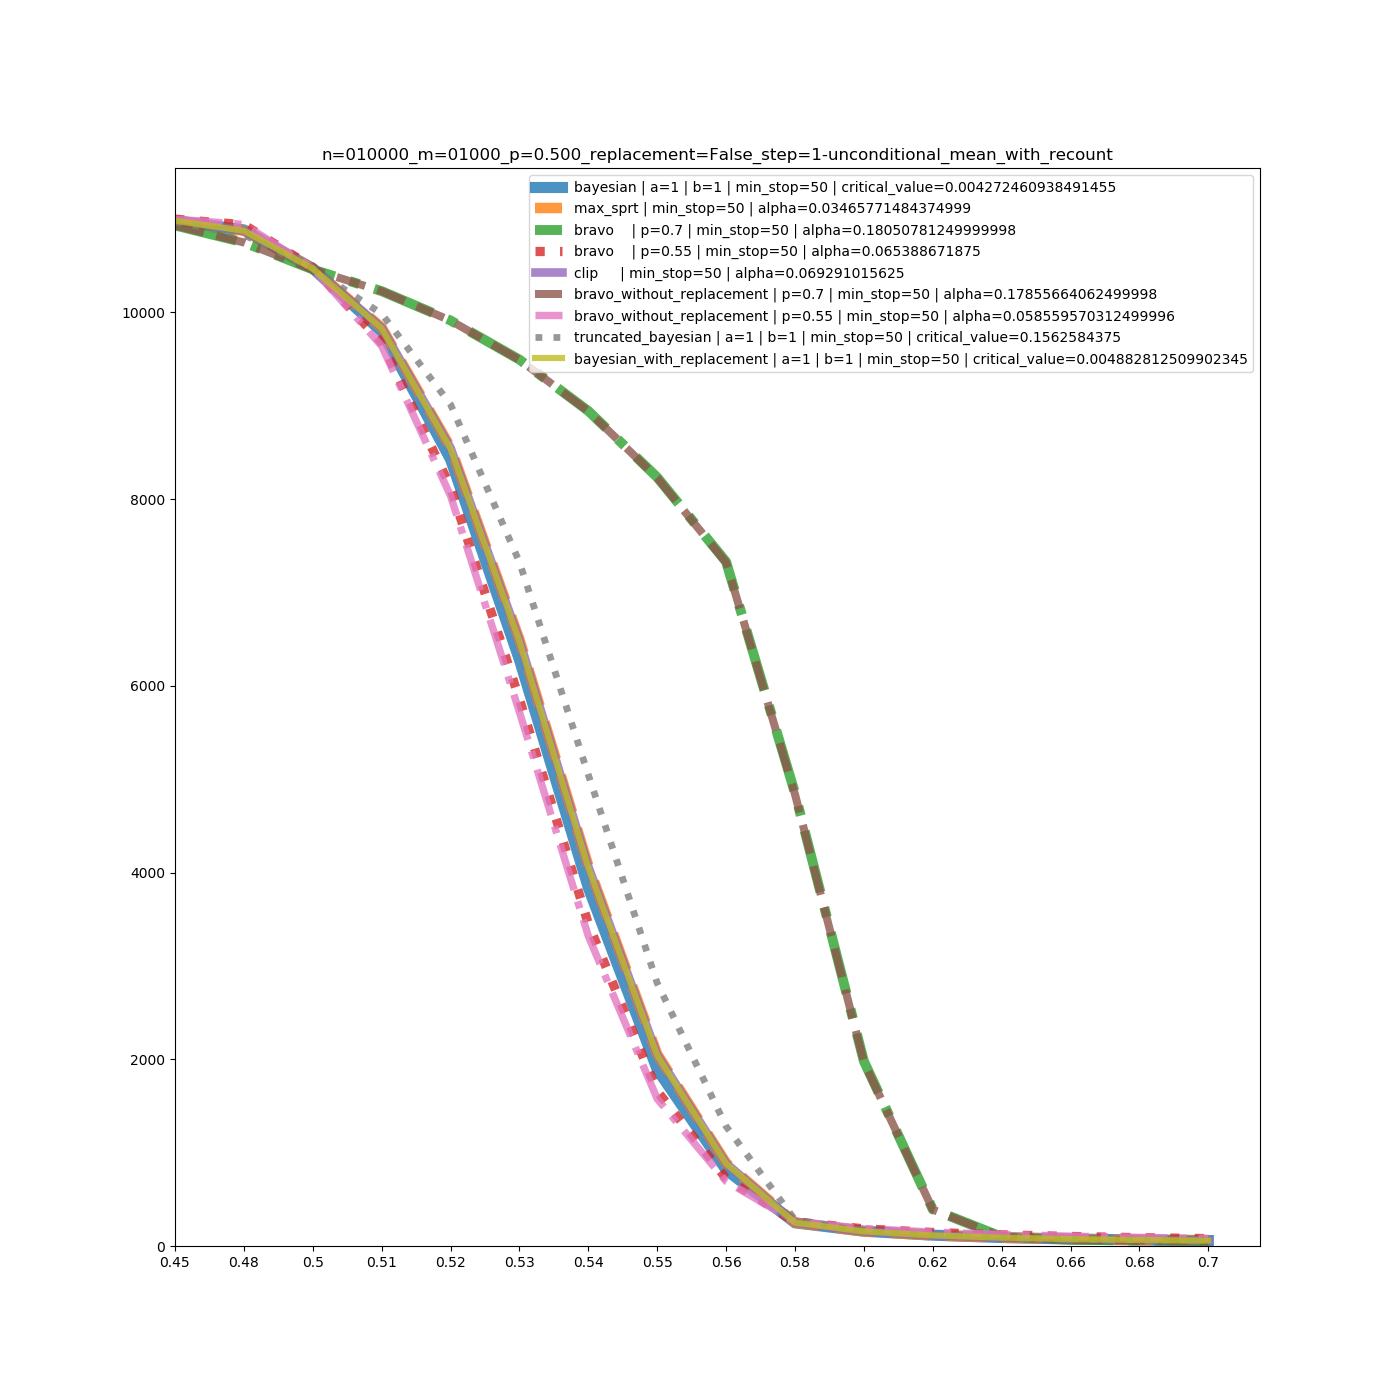 n=010000_m=01000_p=0.500_replacement=False_step=1-unconditional_mean_with_recount
bayesian | a=1 | b=1 | min_stop=50 | critical_value=0.004272460938491455
max_sprt | min_stop=50 | alpha=0.03465771484374999
bravo | p=0.7 | min_stop=50 | alpha=0.18050781249999998
bravo | p=0.55 | min_stop=50 | alpha=0.065388671875
clip | min_stop=50 | alpha=0.069291015625
bravo_without_replacement | p=0.7 | min_stop=50 | alpha=0.17855664062499998
bravo_without_replacement | p=0.55 | min_stop=50 | alpha=0.058559570312499996
truncated_bayesian | a=1 | b=1 | min_stop=50 | critical_value=0.1562584375
bayesian_with_replacement | a=1 | b=1 | min_stop=50 | critical_value=0.004882812509902345
10000
8000
6000
4000
2000
0
0.45 0.48 0.5 0.51 0.52 0.53 0.54 0.55 0.56 0.58 0.6 0.62 0.64 0.66 0.68 0.7